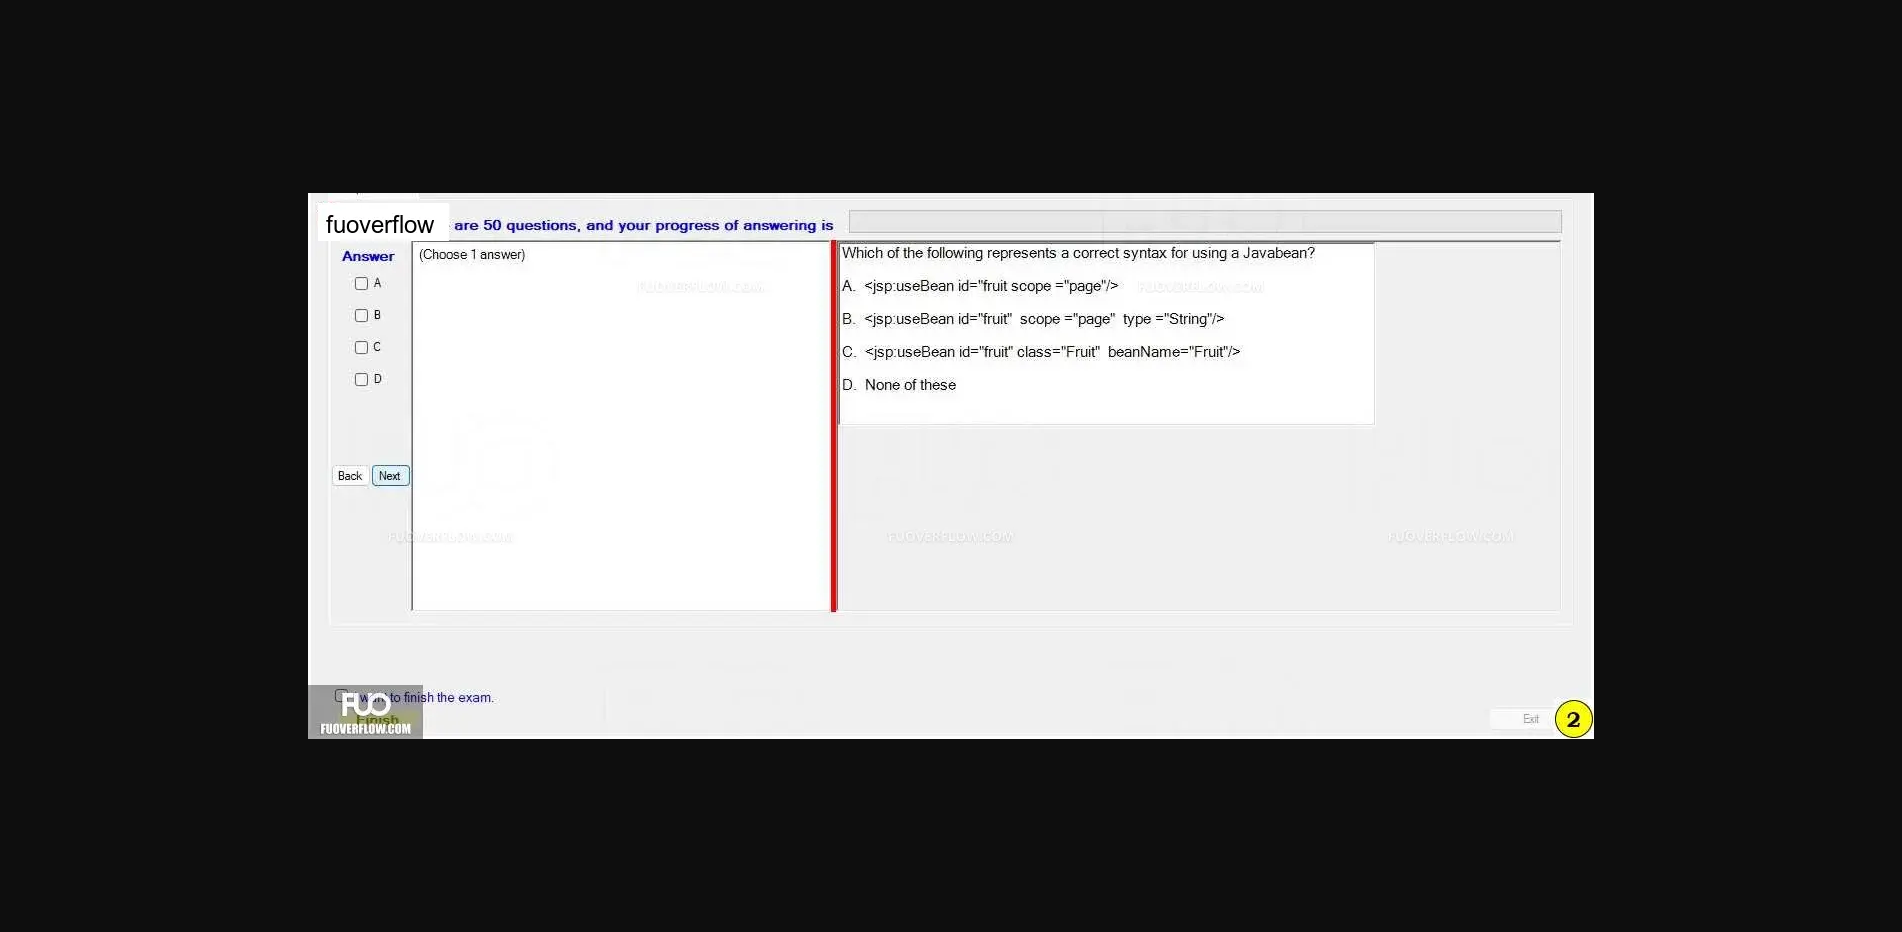 fuoverflow are 50 questions, and your progress of answering is
Answer
(Choose 1 answer)
A
B
C
D
Back Next
Which of the following represents a correct syntax for using a Javabean?
A. <jsp:useBean id="fruit scope ="page"/>
B. <jsp:useBean id="fruit" scope ="page" type ="String"/>
C. <jsp:useBean id="fruit" class="Fruit" beanName="Fruit"/>
D. None of these
FUOVERFLOW.COM FUOVERFLOW.COM
FUOVERFLOW.COM FUOVERFLOW.COM FUOVERFLOW.COM
want to finish the exam.
FUO
Finish
FUOVERFLOW.COM
Exit
2